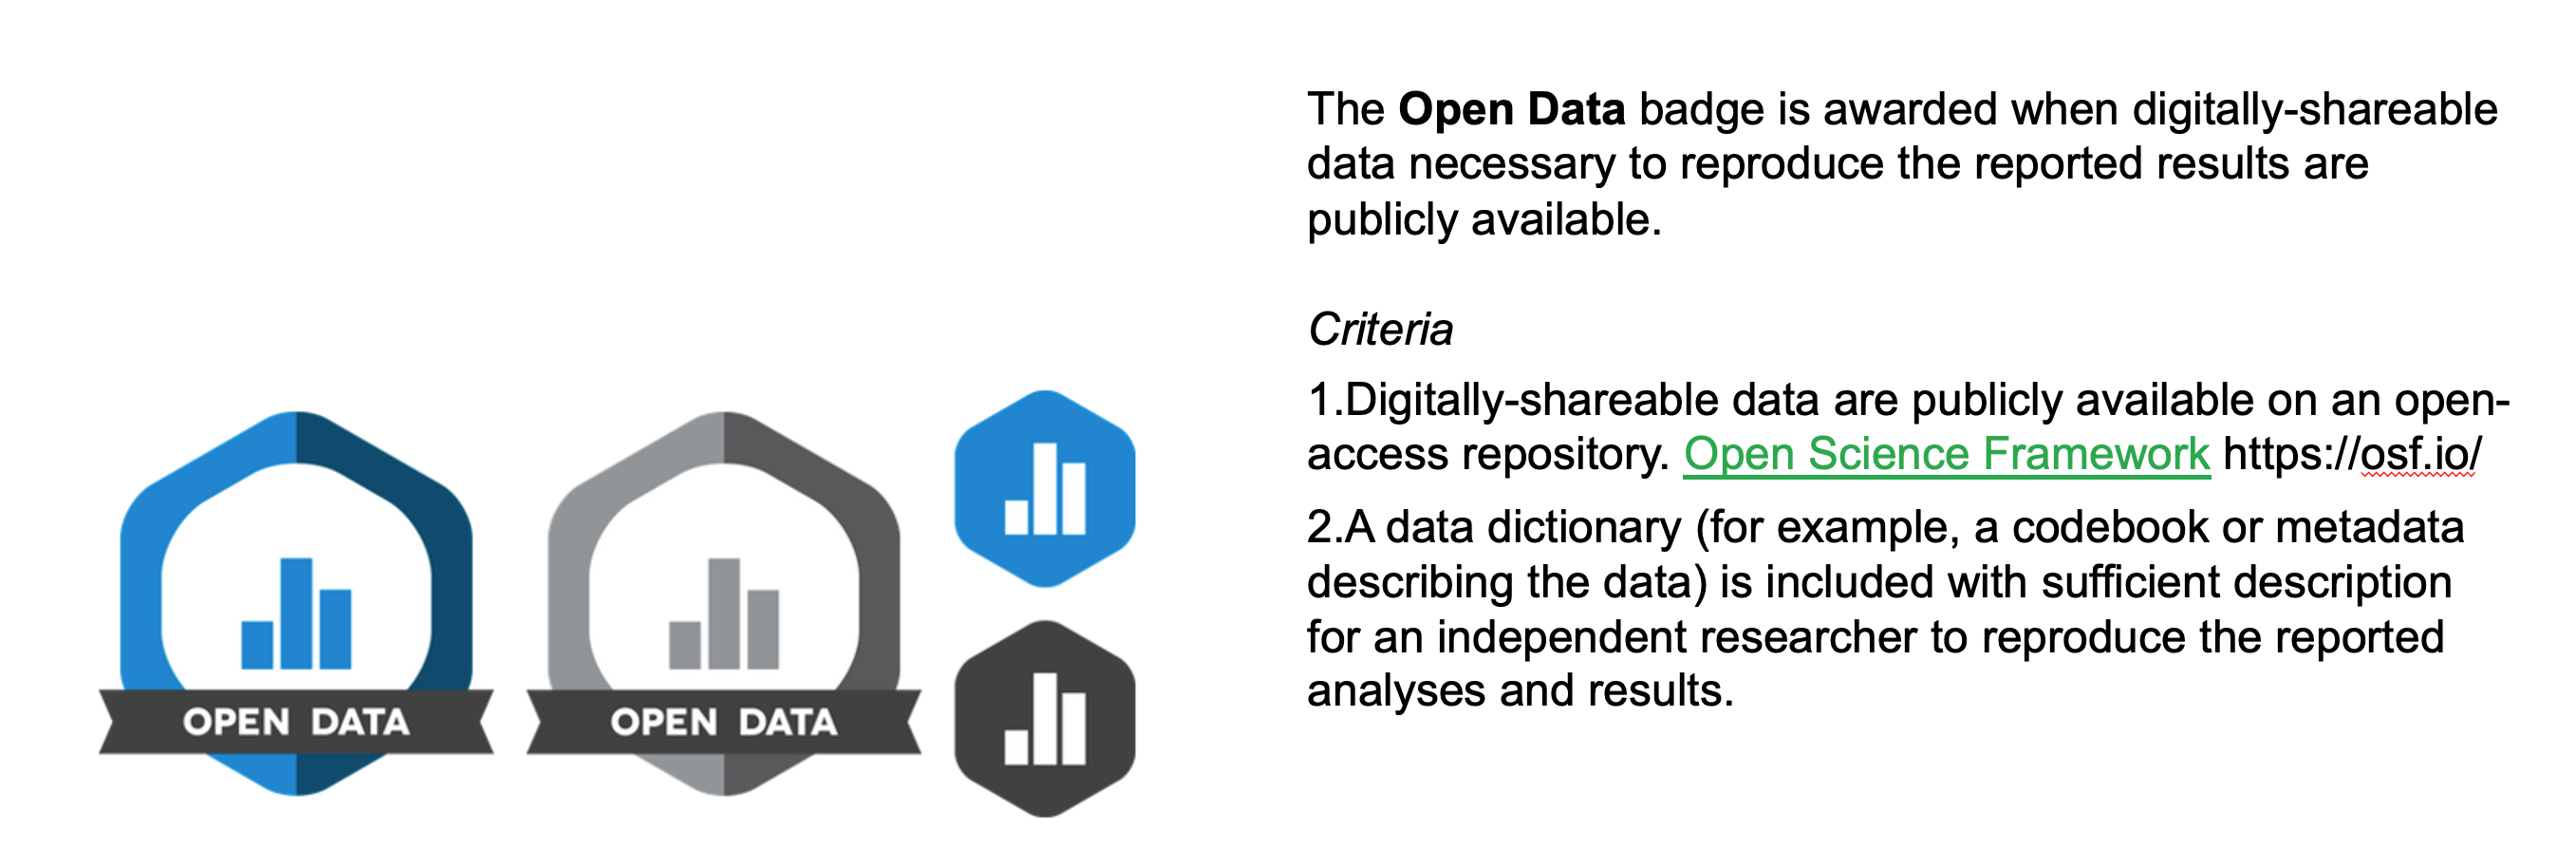 The Open Data badge is awarded when digitally-shareable
data necessary to reproduce the reported results are
publicly available.
Criteria
1.Digitally-shareable data are publicly available on an open-
access repository. Open Science Framework https://osf.io/
2.A data dictionary (for example, a codebook or metadata
describing the data) is included with sufficient description
for an independent researcher to reproduce the reported
analyses and results.
OPEN DATA
OPEN DATA